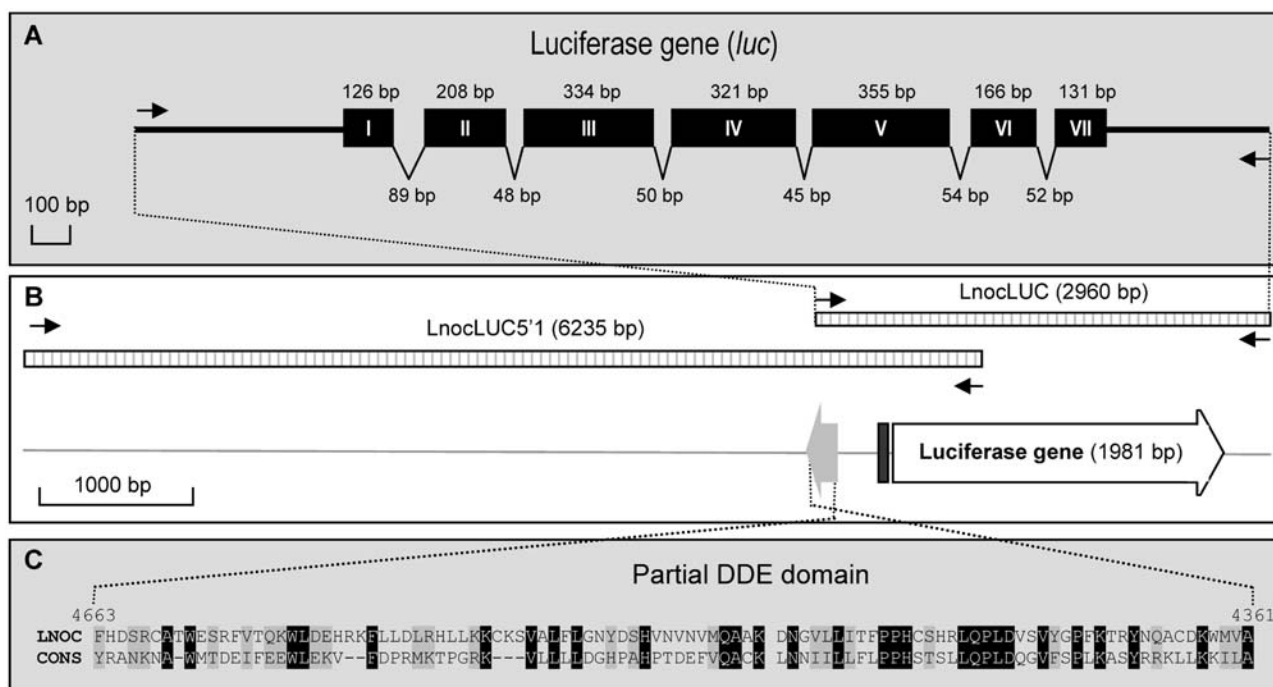 A
Luciferase gene (luc)
126 bp 208 bp 334 bp 321 bp 355 bp 166 bp 131 bp
I II III IV V VI VII
89 bp 48 bp 50 bp 45 bp 54 bp 52 bp
100 bp
B
LnocLUC (2960 bp)
LnocLUC5'1 (6235 bp)
Luciferase gene (1981 bp)
1000 bp
C
Partial DDE domain
4663 4361
LNOC FHDSRCATWESRFVTQKWLDEHRKFLLDLRHLLKKCKSVALFLGNYDSHVNVNVMQAAK DNGVLLITFPPHCSHRLQPLDVSVYGPFKTRYNQACDKWMVA
CONS YRANKNA-WMTDEIFEEWLEKV--FDPRMKTPGRK---VLLLLDGHPAHPTDEFVQACK LNNIILLFLPPHSTSLLQPLDQGVFSPLKASYRRKLLKKILA